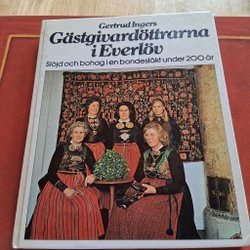 Gertrud Ingers
Gästgivardöttrarna
i Everlöv
Slöjd och bohag i en bondesläkt under 200 år